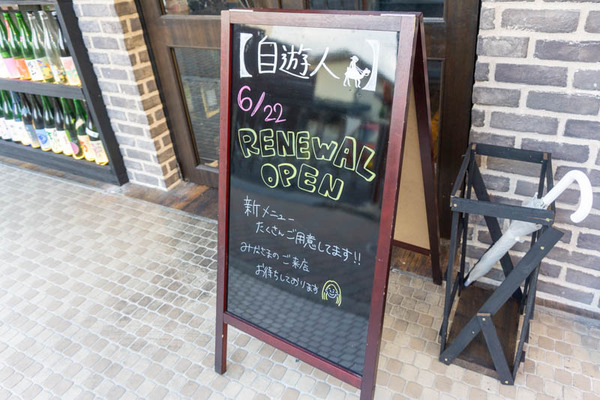 【自遊人】
6/22
RENEWAL
OPEN
新メニュー
たくさんご用意してます!!
みなさまのご来店
お待ちしております